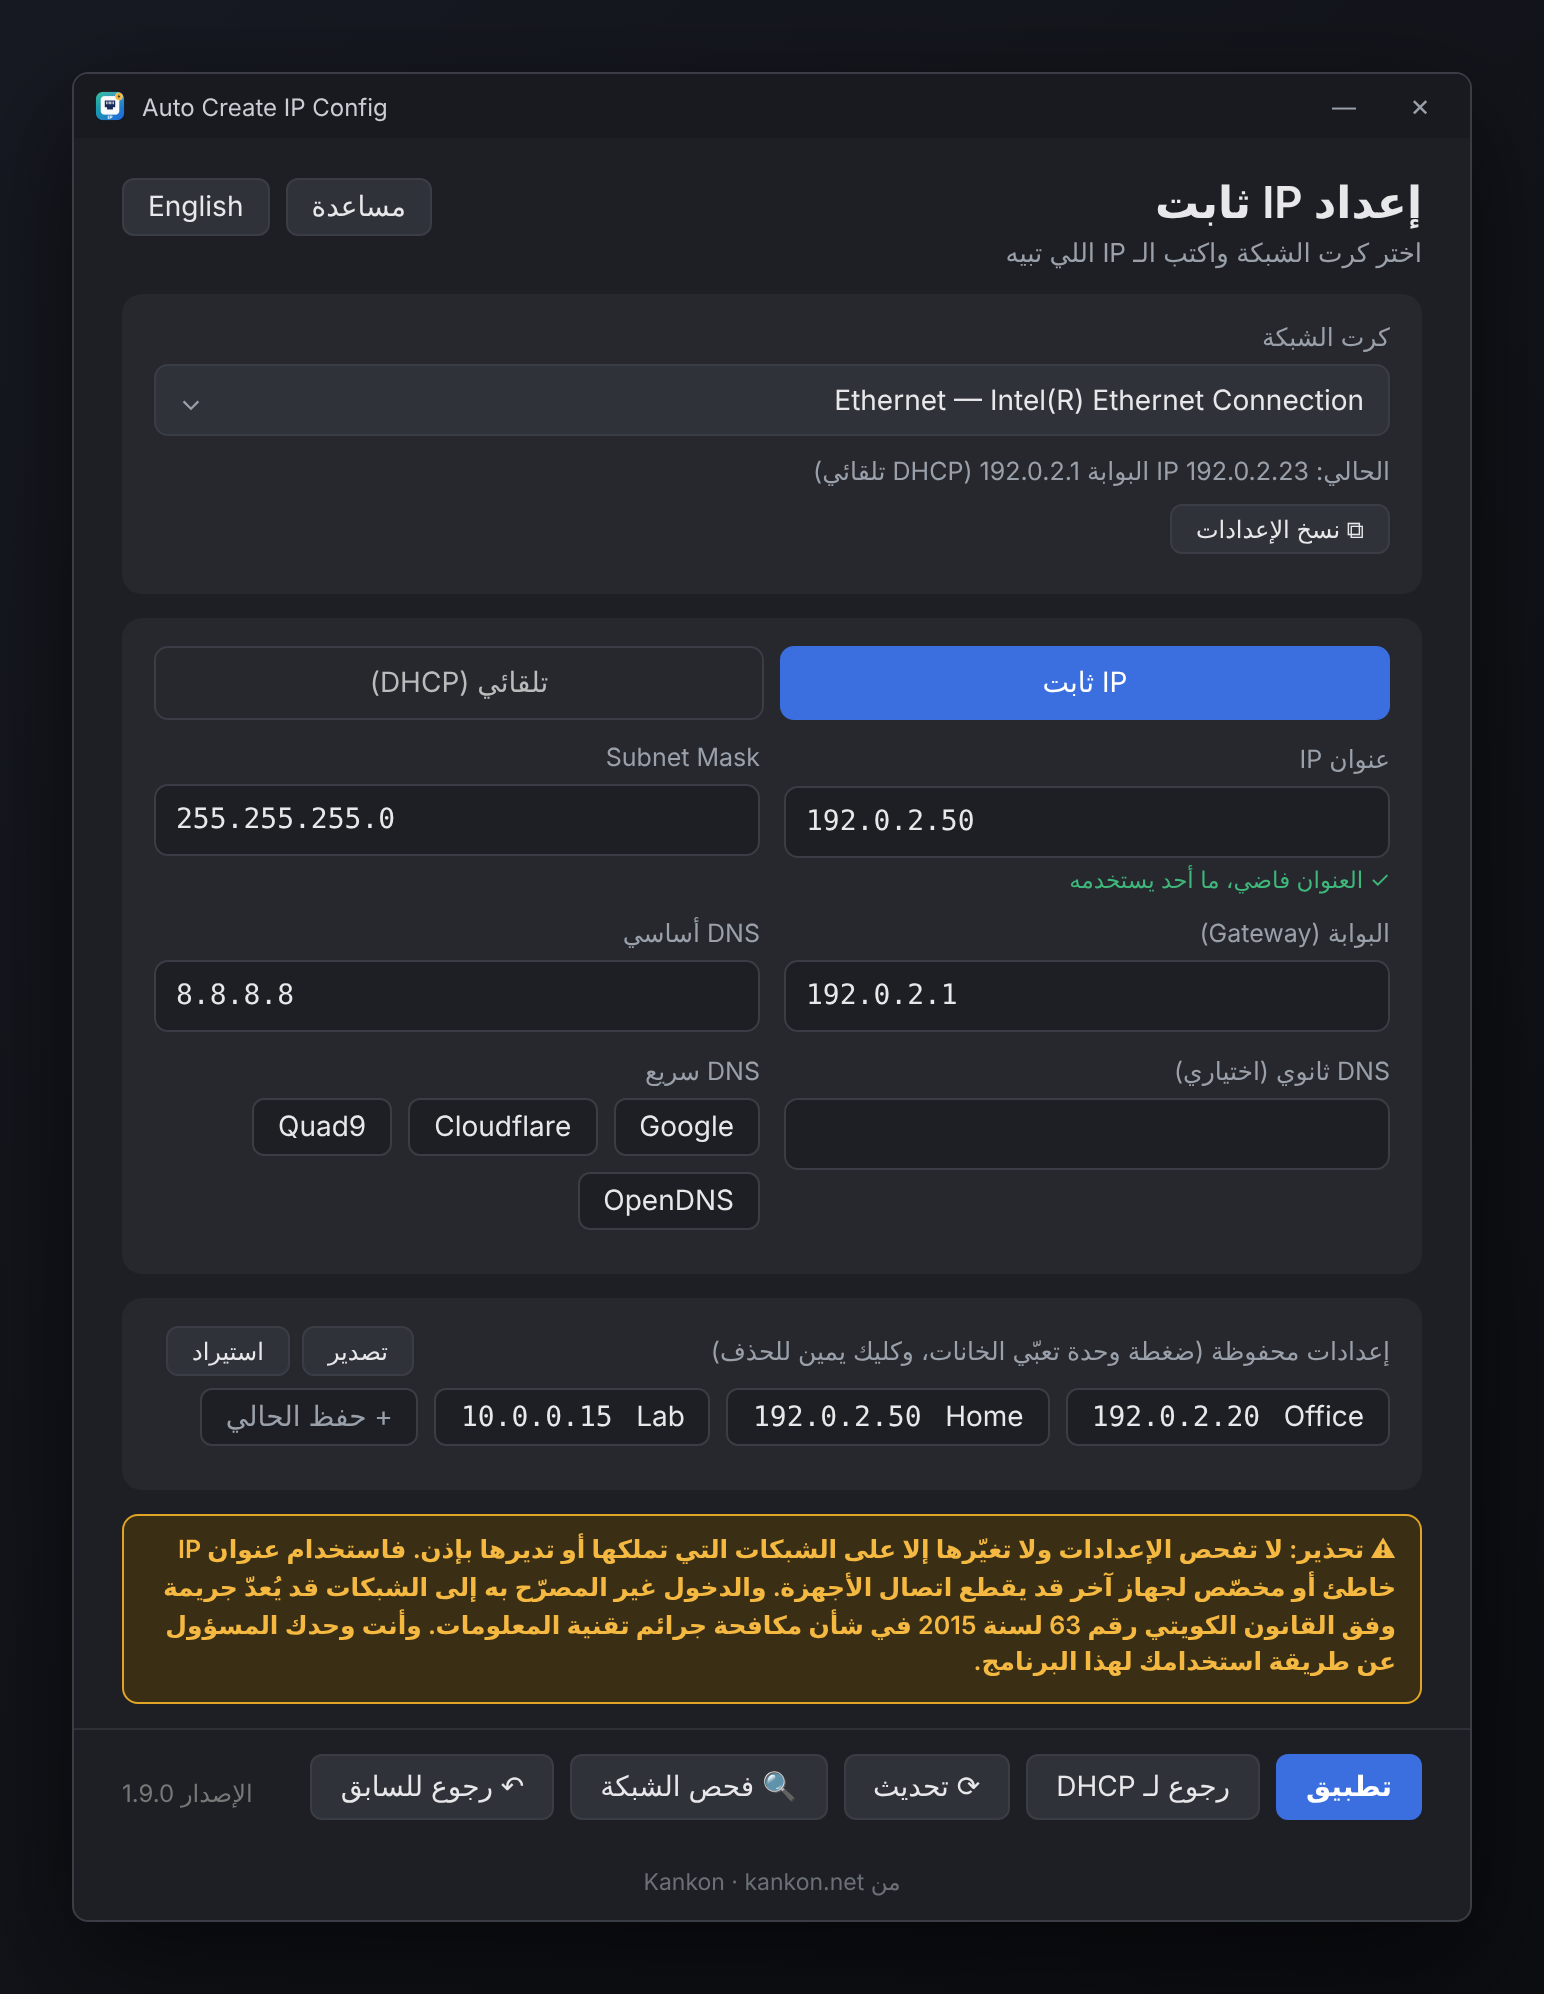 Auto Create IP Config
إعداد IP ثابت
اختر كرت الشبكة واكتب الـ IP اللي تبيه
مساعدة
English
كرت الشبكة
Ethernet — Intel(R) Ethernet Connection
الحالي: IP 192.0.2.23 البوابة 192.0.2.1 (DHCP تلقائي)
نسخ الإعدادات
IP ثابت
تلقائي (DHCP)
عنوان IP
192.0.2.50
✓ العنوان فاضي، ما أحد يستخدمه
Subnet Mask
255.255.255.0
البوابة (Gateway)
192.0.2.1
DNS أساسي
8.8.8.8
DNS ثانوي (اختياري)
DNS سريع
Google
Cloudflare
Quad9
OpenDNS
إعدادات محفوظة (ضغطة وحدة تعبّي الخانات، وكليك يمين للحذف)
تصدير
استيراد
Office 192.0.2.20
Home 192.0.2.50
Lab 10.0.0.15
+ حفظ الحالي
⚠ تحذير: لا تفحص الإعدادات ولا تغيّرها إلا على الشبكات التي تملكها أو تديرها بإذن. فاستخدام عنوان IP
خاطئ أو مخصّص لجهاز آخر قد يقطع اتصال الأجهزة. والدخول غير المصرّح به إلى الشبكات قد يُعدّ جريمة
وفق القانون الكويتي رقم 63 لسنة 2015 في شأن مكافحة جرائم تقنية المعلومات. وأنت وحدك المسؤول
عن طريقة استخدامك لهذا البرنامج.
تطبيق
رجوع لـ DHCP
⟳ تحديث
🔍 فحص الشبكة
↶ رجوع للسابق
الإصدار 1.9.0
من Kankon · kankon.net